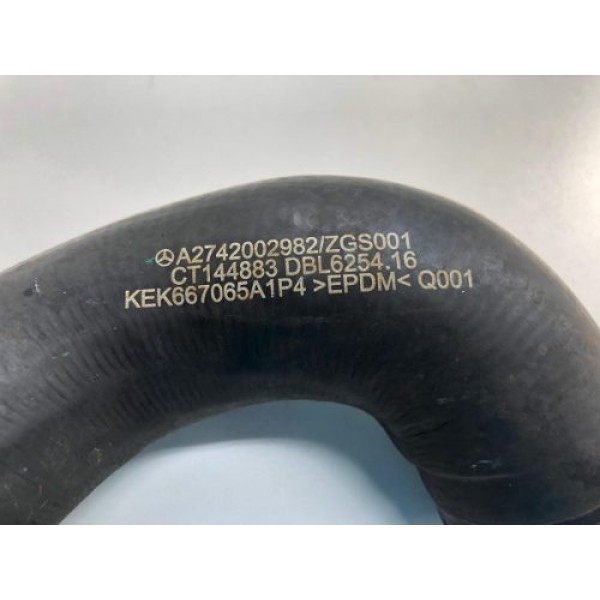 A2742002982/ZGS001
CT144883 DBL6254.16
KEK667065A1P4 >EPDM< Q001